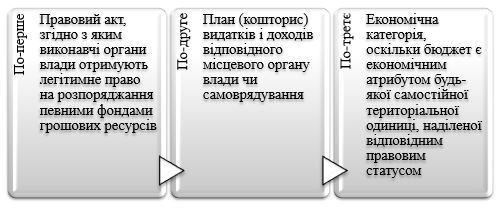 По-перше
Правовий акт,
згідно з яким
виконавчі органи
влади отримують
легітимне право
на розпоряджання
певними фондами
грошових ресурсів
По-друге
План (кошторис)
видатків і доходів
відповідного
місцевого органу
влади чи
самоврядування
По-третє
Економічна
категорія,
оскільки бюджет є
економічним
атрибутом будь-
якої самостійної
територіальної
одиниці, наділеної
відповідним
правовим
статусом